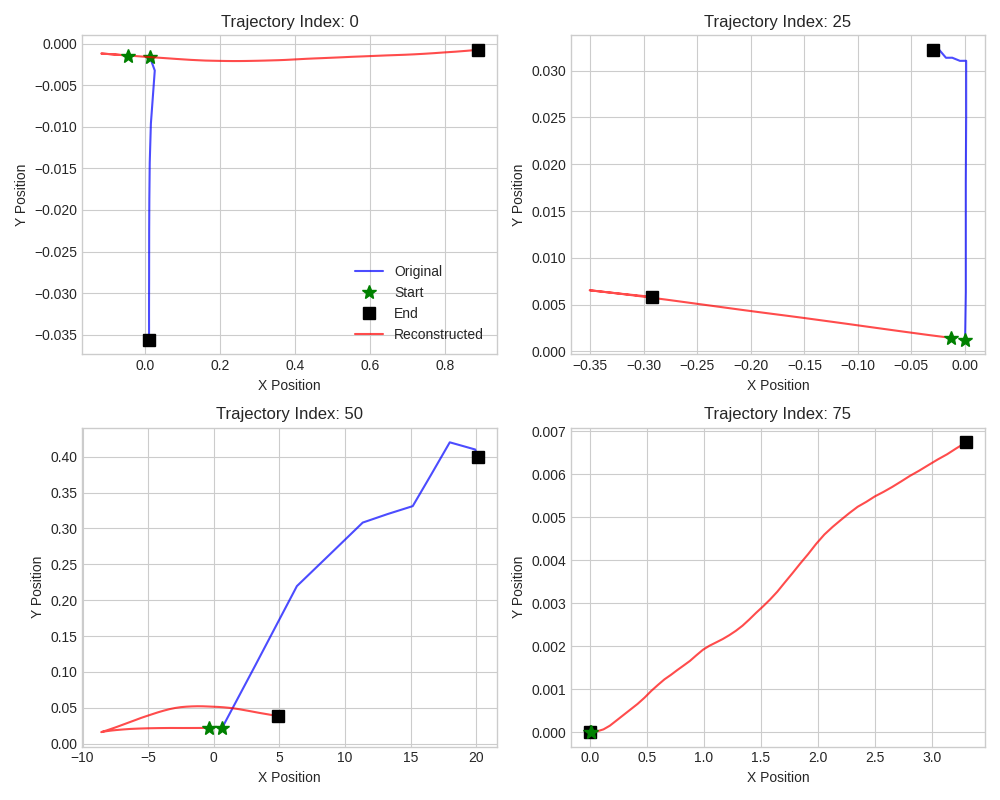 Trajectory Index: 0
0.000
−0.005
−0.010
−0.015
−0.020
−0.025
−0.030
−0.035
Y Position
0.0 0.2 0.4 0.6 0.8
X Position
Original
Start
End
Reconstructed
Trajectory Index: 25
0.030
0.025
0.020
0.015
0.010
0.005
0.000
Y Position
−0.35 −0.30 −0.25 −0.20 −0.15 −0.10 −0.05 0.00
X Position
Trajectory Index: 50
0.40
0.35
0.30
0.25
0.20
0.15
0.10
0.05
0.00
Y Position
−10 −5 0 5 10 15 20
X Position
Trajectory Index: 75
0.007
0.006
0.005
0.004
0.003
0.002
0.001
0.000
Y Position
0.0 0.5 1.0 1.5 2.0 2.5 3.0
X Position